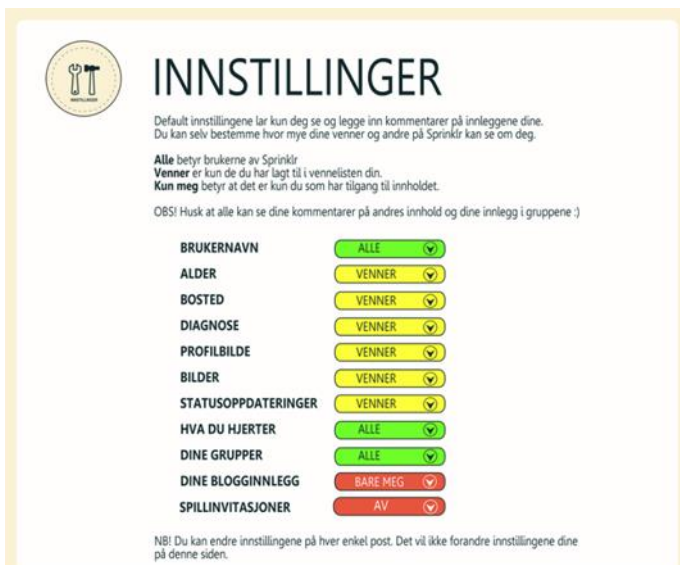 INNSTILLINGER
INNSTILLINGER
Default innstillingene lar kun deg se og legge inn kommentarer på innleggene dine.
Du kan selv bestemme hvor mye dine venner og andre på Sprinklr kan se om deg.
Alle betyr brukerne av Sprinklr
Venner er kun de du har lagt til i vennelisten din.
Kun meg betyr at det er kun du som har tilgang til innholdet.
OBS! Husk at alle kan se dine kommentarer på andres innhold og dine innlegg i gruppene :)
BRUKERNAVN ALLE
ALDER VENNER
BOSTED VENNER
DIAGNOSE VENNER
PROFILBILDE VENNER
BILDER VENNER
STATUSOPPDATERINGER VENNER
HVA DU HJERTER ALLE
DINE GRUPPER ALLE
DINE BLOGGINNLEGG BARE MEG
SPILLINVITASJONER AV
NB! Du kan endre innstillingene på hver enkel post. Det vil ikke forandre innstillingene dine
på denne siden.